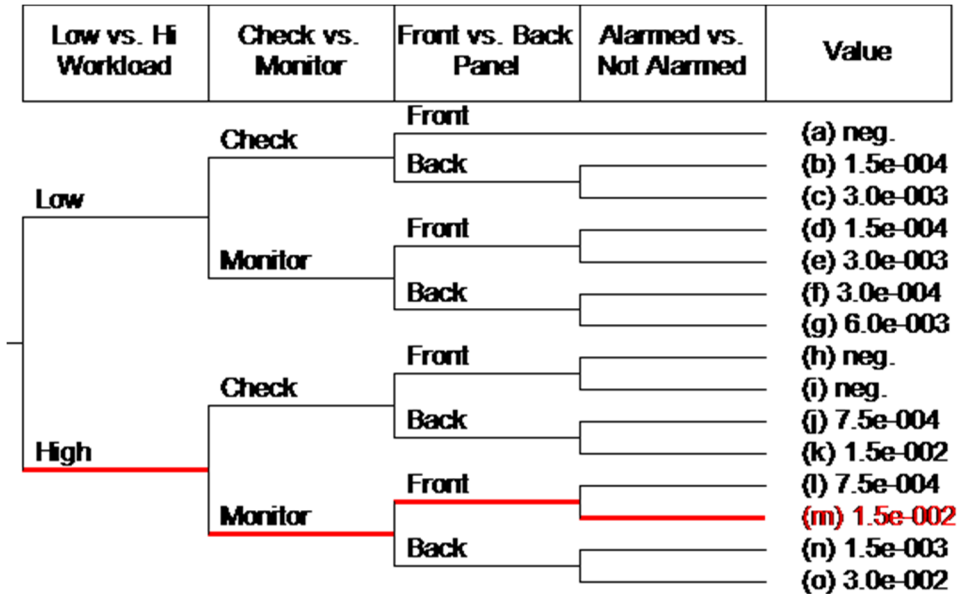 Low vs. Hi Workload
Check vs. Monitor
Front vs. Back Panel
Alarmed vs. Not Alarmed
Value
Low
Check
Front
(a) neg.
Back
(b) 1.5e-004
(c) 3.0e-003
Monitor
Front
(d) 1.5e-004
(e) 3.0e-003
Back
(f) 3.0e-004
(g) 6.0e-003
High
Check
Front
(h) neg.
(i) neg.
Back
(j) 7.5e-004
(k) 1.5e-002
Monitor
Front
(l) 7.5e-004
(m) 1.5e-002
Back
(n) 1.5e-003
(o) 3.0e-002